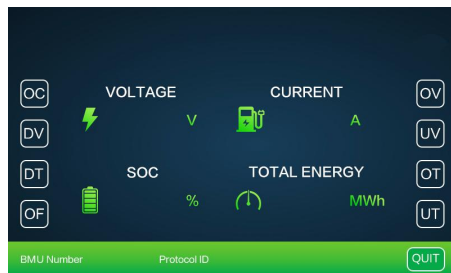 OC VOLTAGE CURRENT OV
DV V A UV
DT SOC TOTAL ENERGY OT
OF % MWh UT
BMU Number Protocol ID QUIT